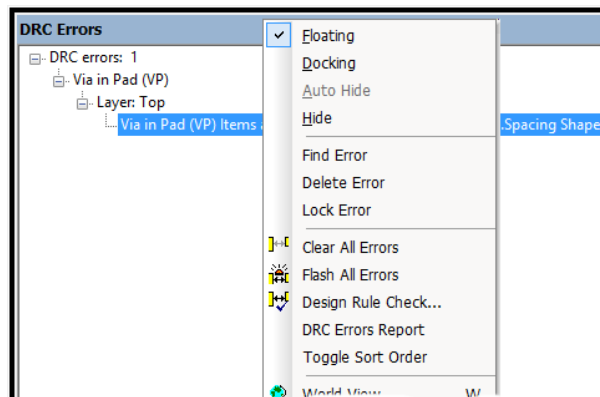 DRC Errors
DRC errors: 1
Via in Pad (VP)
Layer: Top
Via in Pad (VP) Items
.Spacing Shape
Floating
Docking
Auto Hide
Hide
Find Error
Delete Error
Lock Error
Clear All Errors
Flash All Errors
Design Rule Check...
DRC Errors Report
Toggle Sort Order
World View W